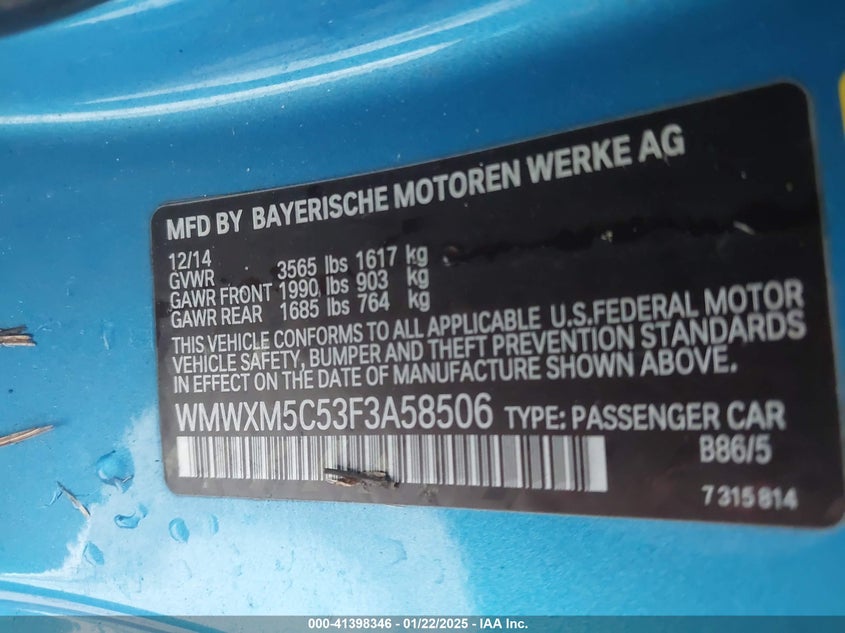 MFD BY BAYERISCHE MOTOREN WERKE AG
12/14
GVWR 3565 lbs 1617 kg
GAWR FRONT 1990 lbs 903 kg
GAWR REAR 1685 lbs 764 kg
THIS VEHICLE CONFORMS TO ALL APPLICABLE U.S.FEDERAL MOTOR
VEHICLE SAFETY, BUMPER AND THEFT PREVENTION STANDARDS
IN EFFECT ON THE DATE OF MANUFACTURE SHOWN ABOVE.
WMWXM5C53F3A58506 TYPE: PASSENGER CAR
B86/5
7315814
000-41398346 - 01/22/2025 - IAA Inc.